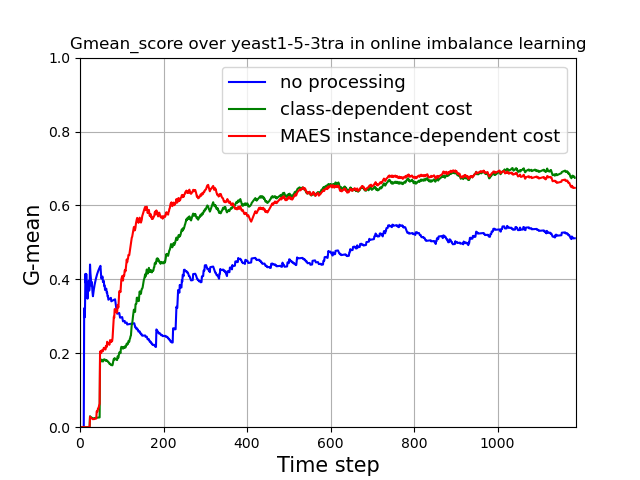 Gmean_score over yeast1-5-3tra in online imbalance learning
1.0
0.8
0.6
0.4
0.2
0.0
G-mean
no processing
class-dependent cost
MAES instance-dependent cost
0 200 400 600 800 1000
Time step